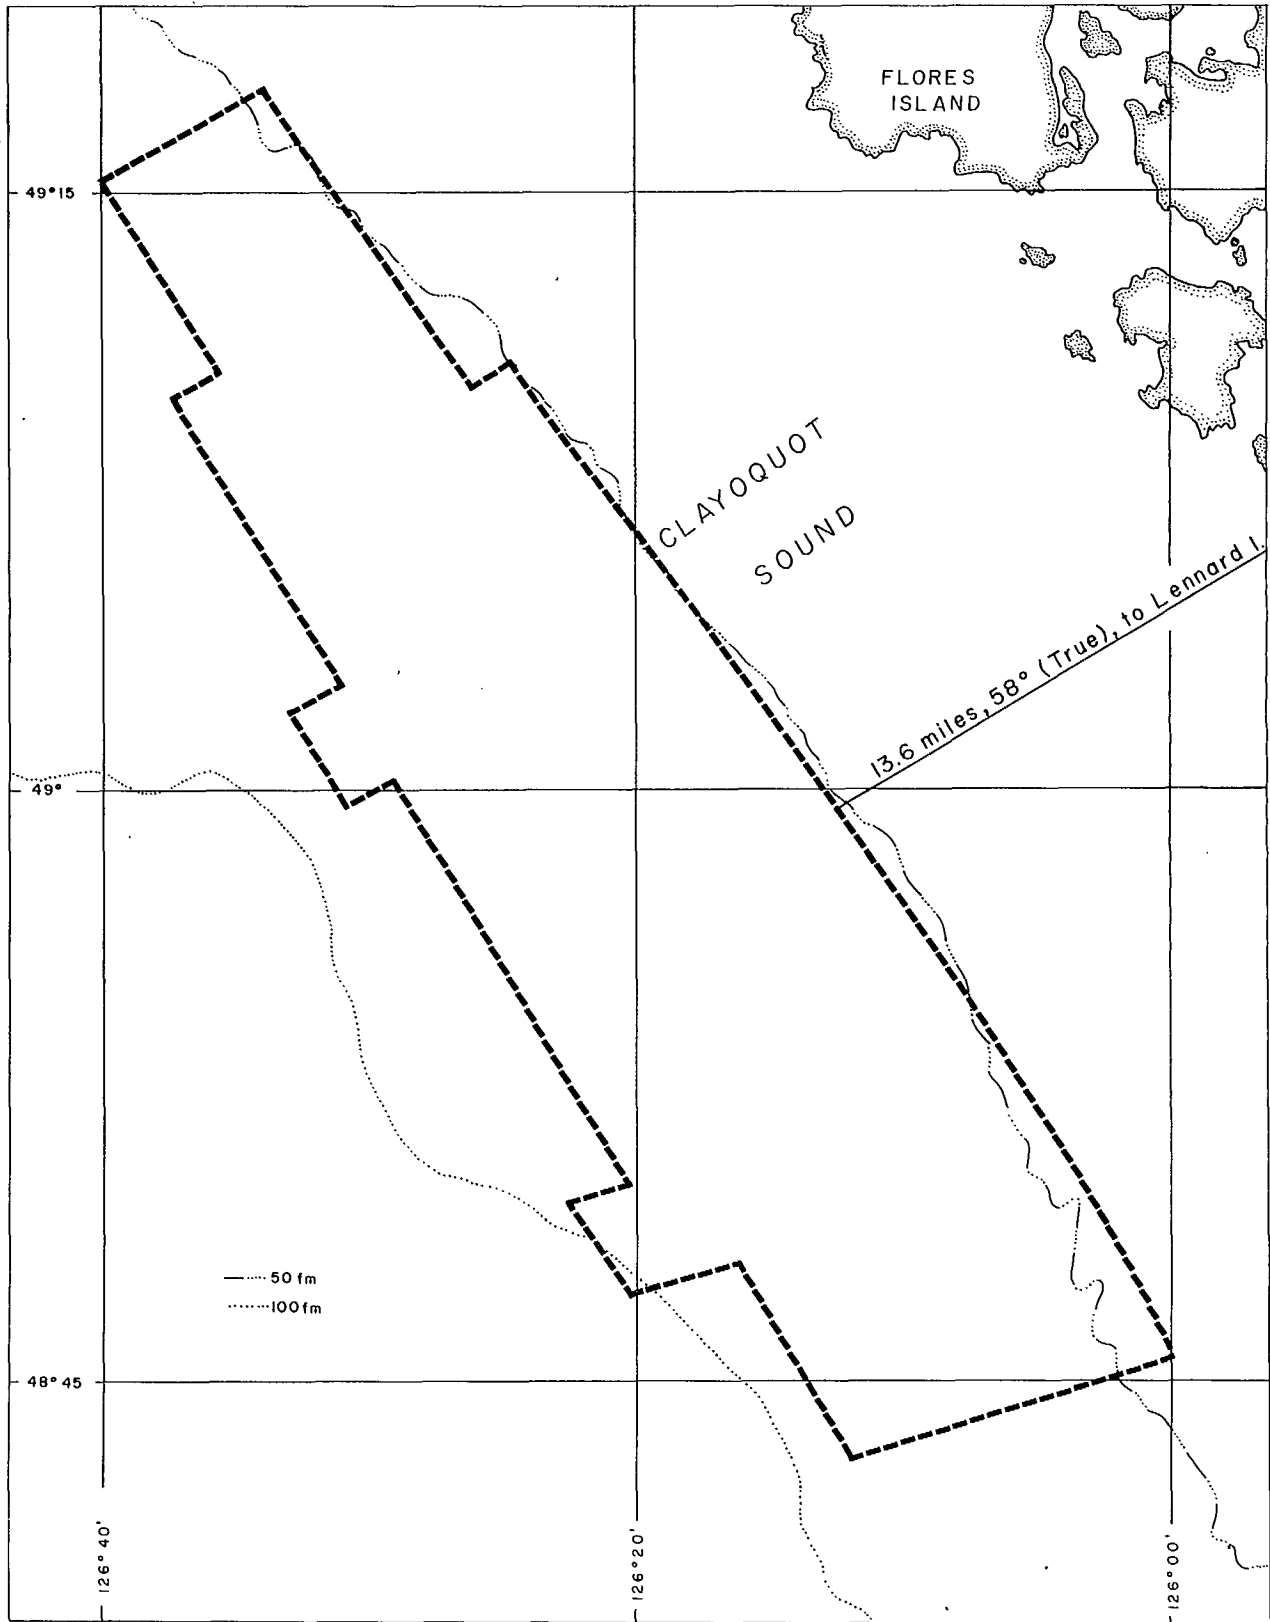 FLORES
ISLAND
49°15
CLAYOQUOT
SOUND
13.6 miles, 58° (True), to Lennard I.
49°
50 fm
100 fm
48°45
126°40'
126°20'
126°00'